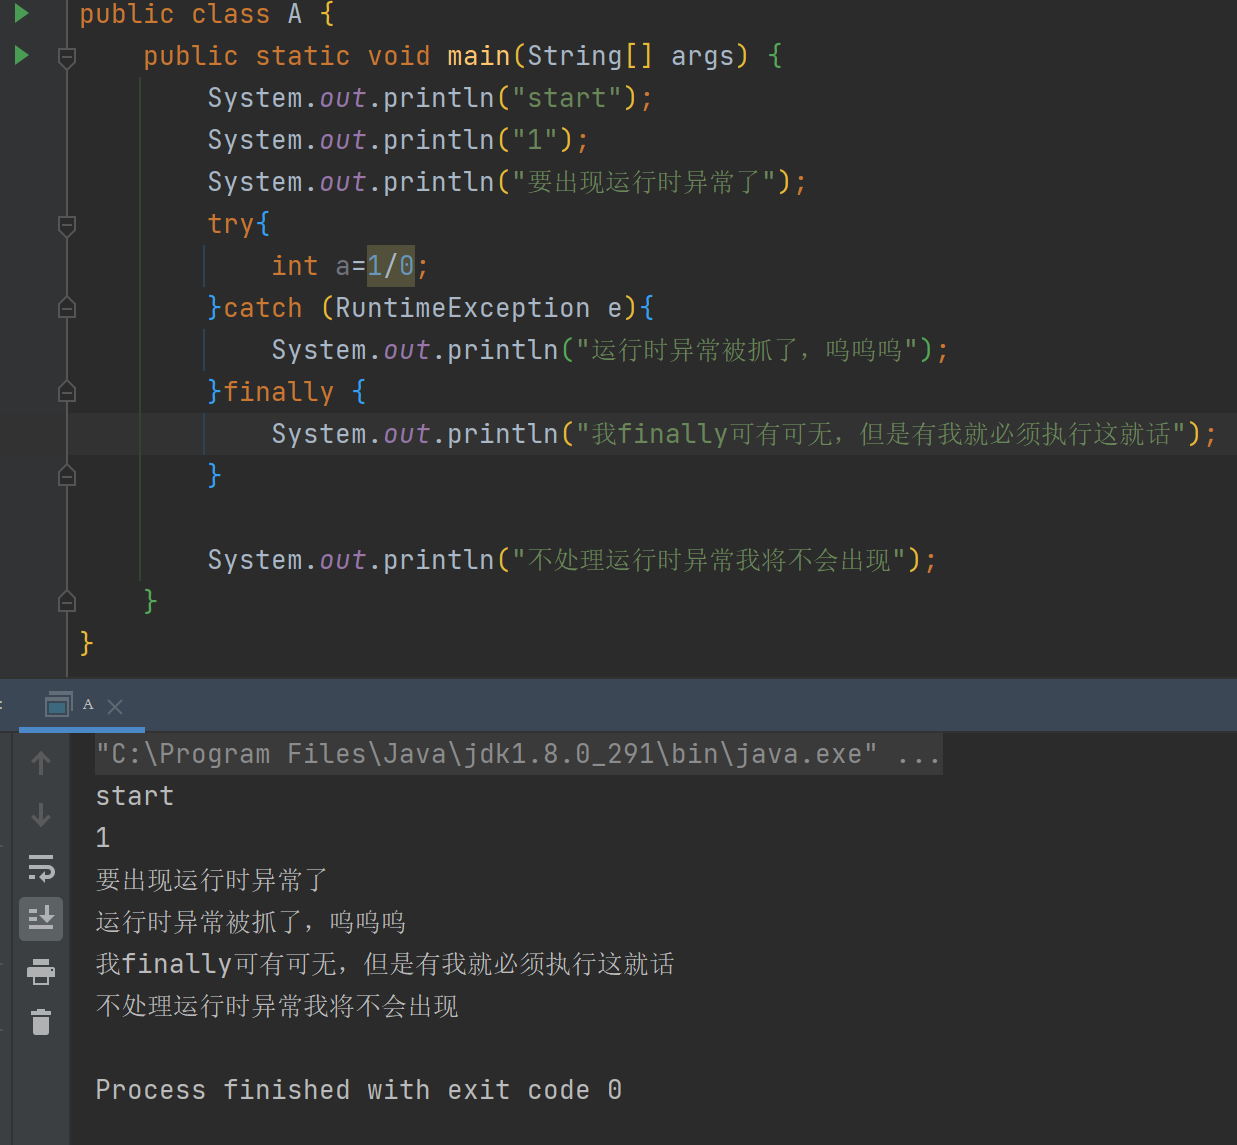 public class A {
public static void main(String[] args) {
System.out.println("start");
System.out.println("1");
System.out.println("要出现运行时异常了");
try{
int a=1/0;
}catch (RuntimeException e){
System.out.println("运行时异常被抓了，呜呜呜");
}finally {
System.out.println("我finally可有可无，但是有我就必须执行这就话");
}
System.out.println("不处理运行时异常我将不会出现");
}
}
: A
"C:\Program Files\Java\jdk1.8.0_291\bin\java.exe" ...
start
1
要出现运行时异常了
运行时异常被抓了，呜呜呜
我finally可有可无，但是有我就必须执行这就话
不处理运行时异常我将不会出现
Process finished with exit code 0